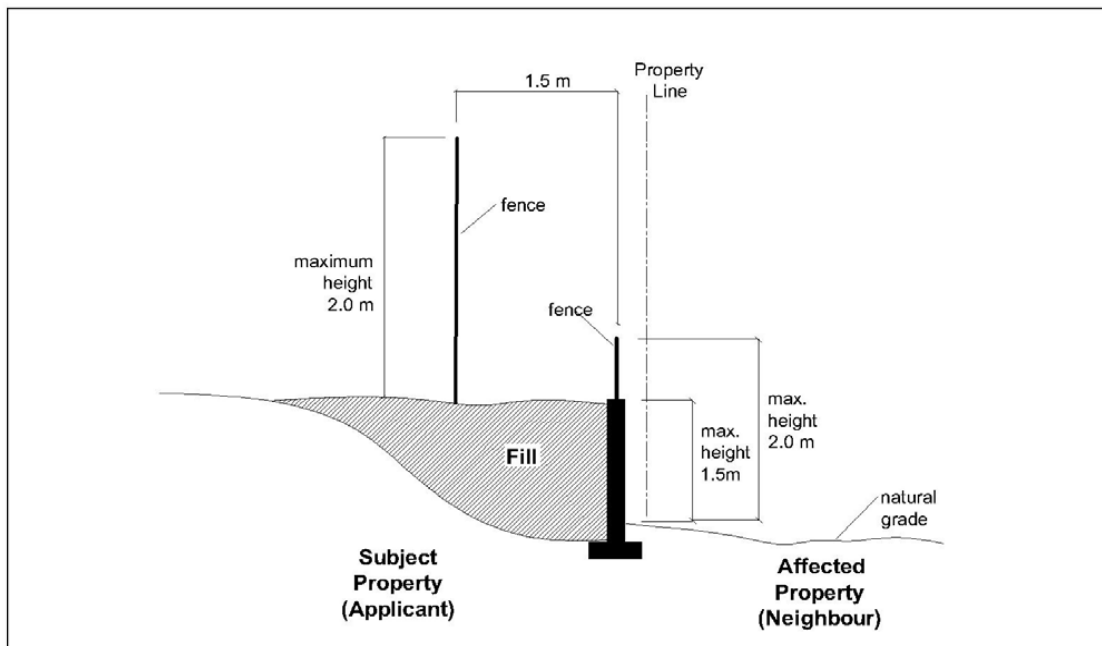 1.5 m
Property
Line
fence
maximum
height
2.0 m
fence
max.
height
2.0 m
max.
height
1.5m
Fill
natural
grade
Subject
Property
(Applicant)
Affected
Property
(Neighbour)